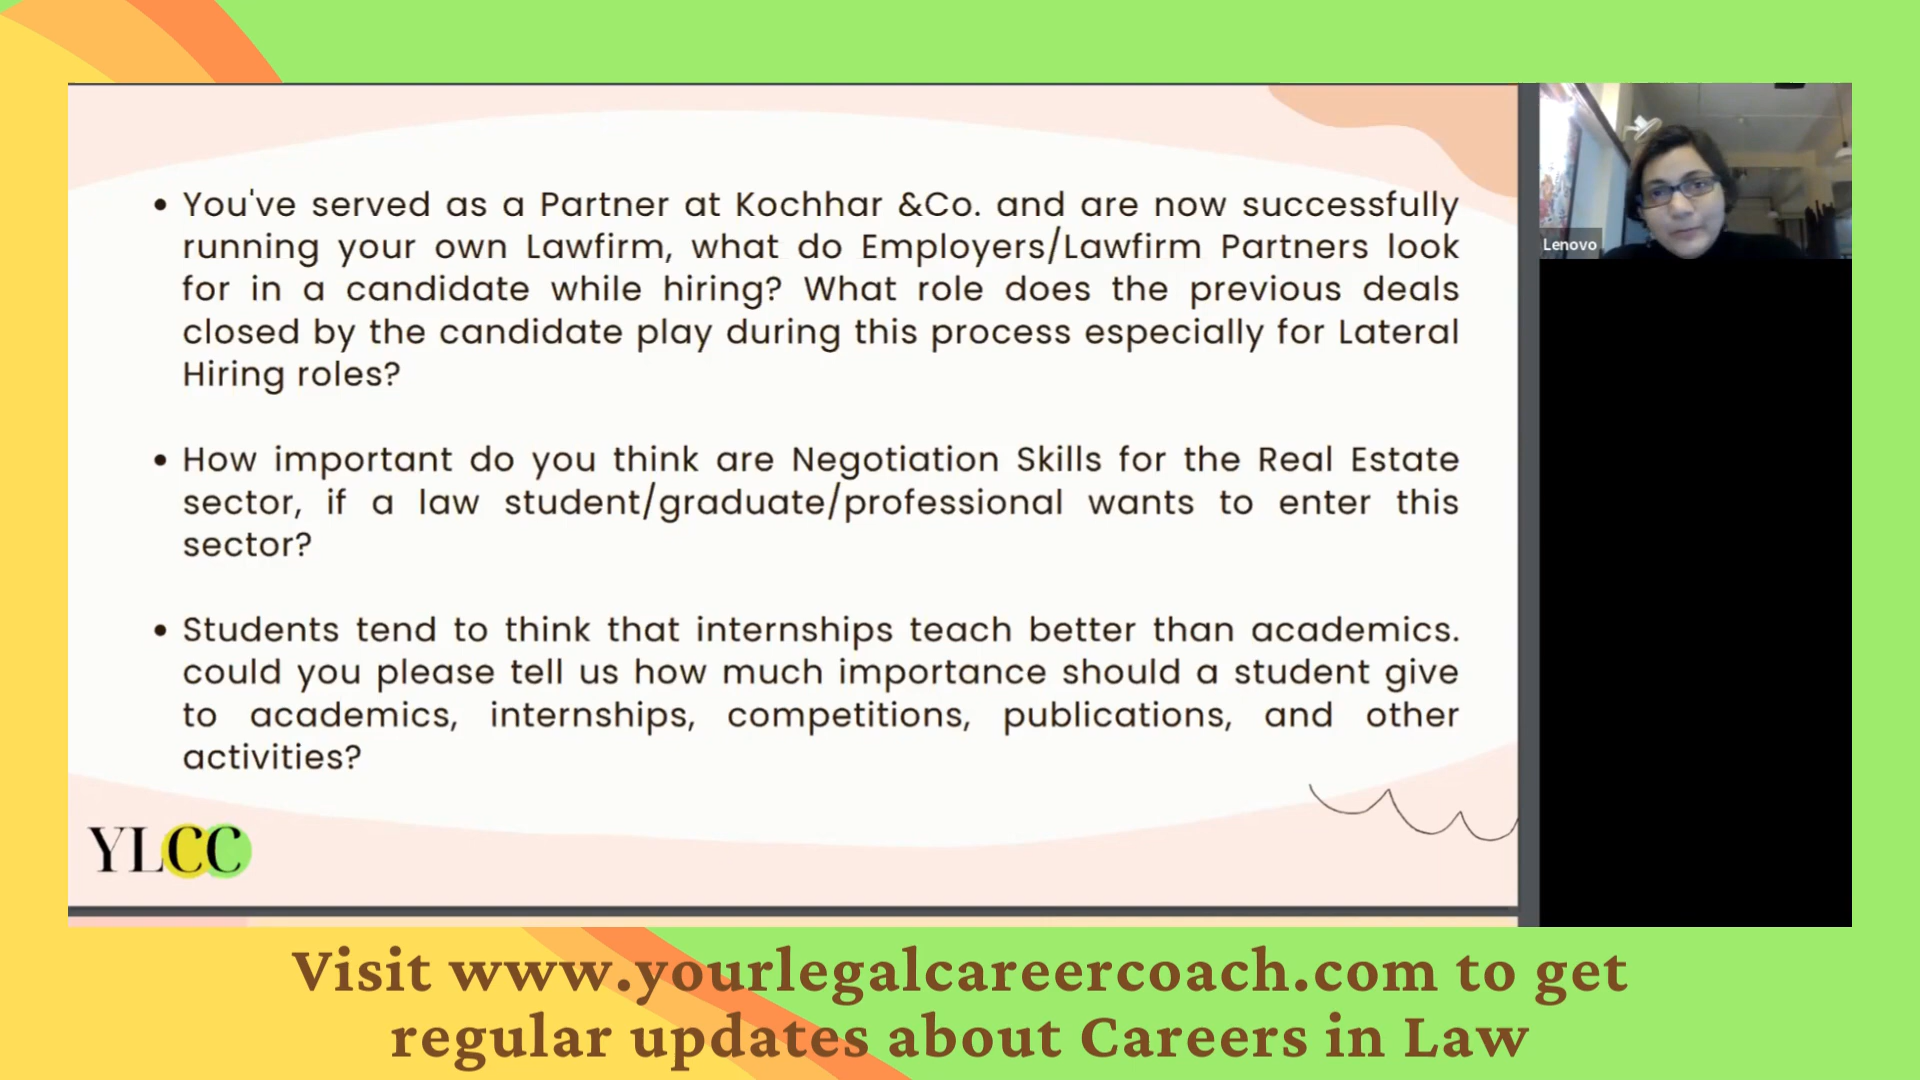 • You've served as a Partner at Kochhar &Co. and are now successfully
running your own Lawfirm, what do Employers/Lawfirm Partners look
for in a candidate while hiring? What role does the previous deals
closed by the candidate play during this process especially for Lateral
Hiring roles?
• How important do you think are Negotiation Skills for the Real Estate
sector, if a law student/graduate/professional wants to enter this
sector?
• Students tend to think that internships teach better than academics.
could you please tell us how much importance should a student give
to academics, internships, competitions, publications, and other
activities?
Lenovo
YLCC
Visit www.yourlegalcareercoach.com to get
regular updates about Careers in Law